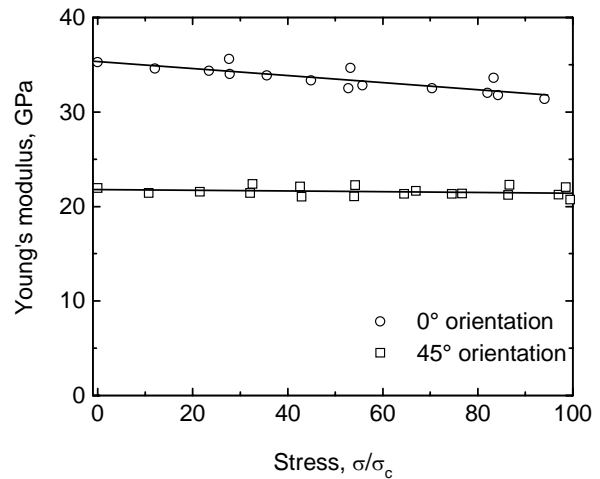 40
30
20
10
0
Young's modulus, GPa
0° orientation
45° orientation
0 20 40 60 80 100
Stress, σ/σc